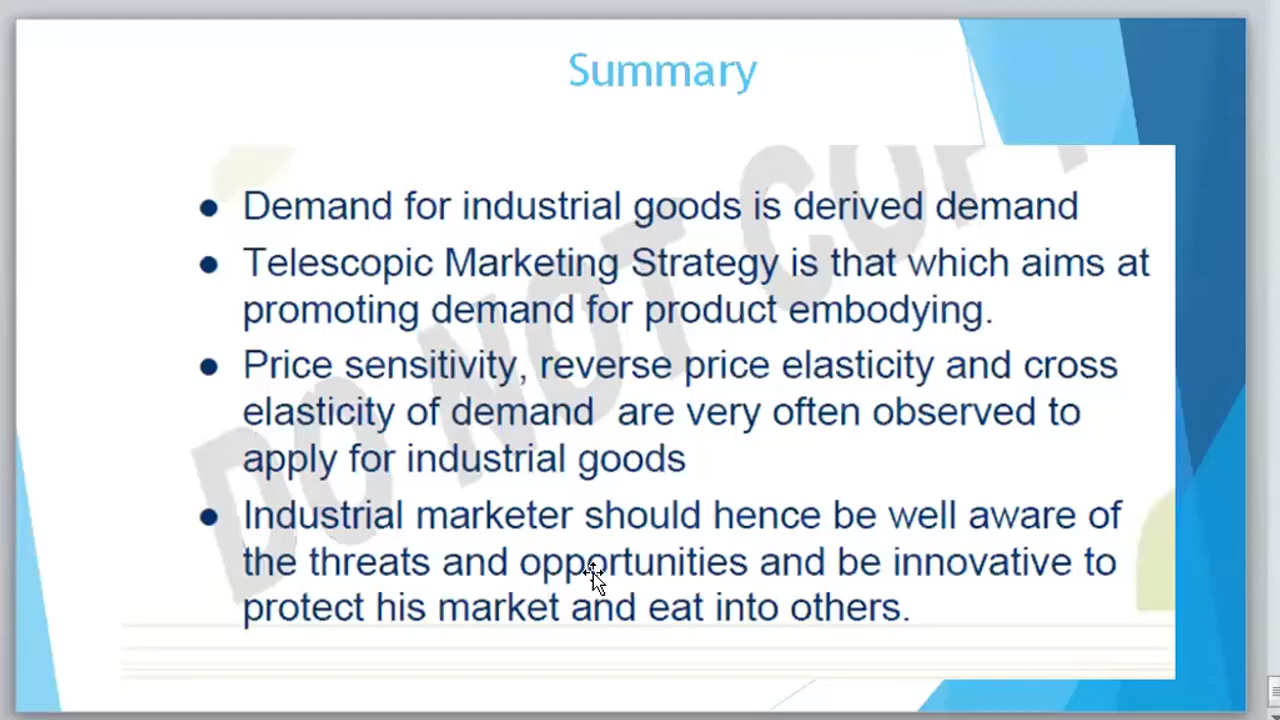 Summary
DO NOT COPY
● Demand for industrial goods is derived demand
● Telescopic Marketing Strategy is that which aims at
promoting demand for product embodying.
● Price sensitivity, reverse price elasticity and cross
elasticity of demand  are very often observed to
apply for industrial goods
● Industrial marketer should hence be well aware of
the threats and opportunities and be innovative to
protect his market and eat into others.